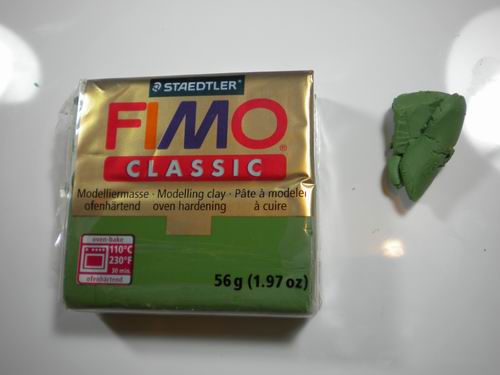 STAEDTLER®
FIMO®
CLASSIC
Modelliermasse · Modelling clay · Pâte à modeler
ofenhärtend oven hardening à cuire
oven-bake
110°C
230°F
30 min.
ofenhärtend
56 g (1.97 oz)